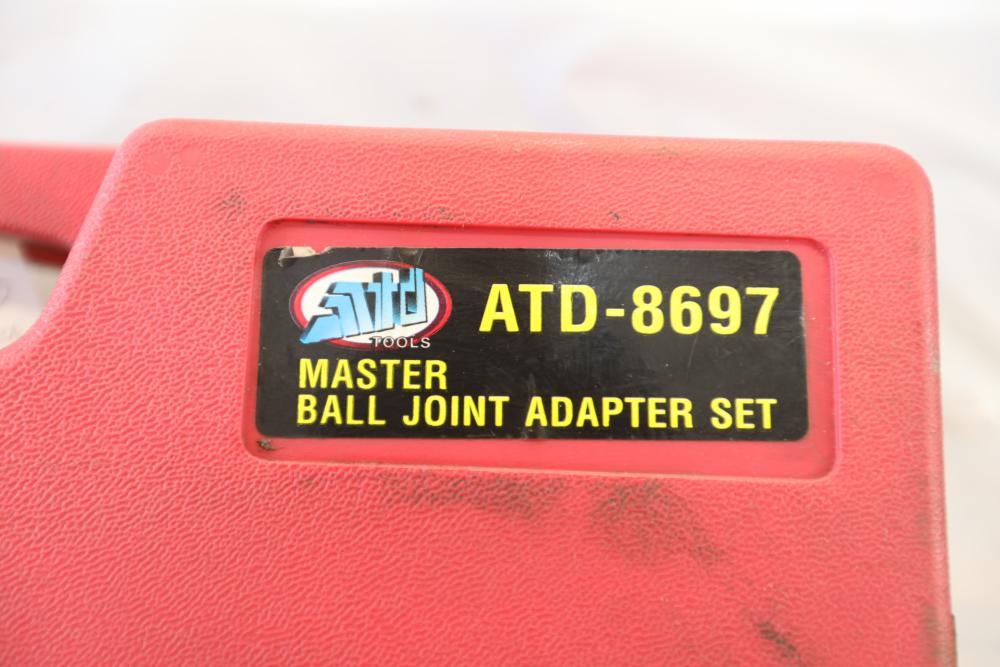 atd
TOOLS
ATD-8697
MASTER
BALL JOINT ADAPTER SET